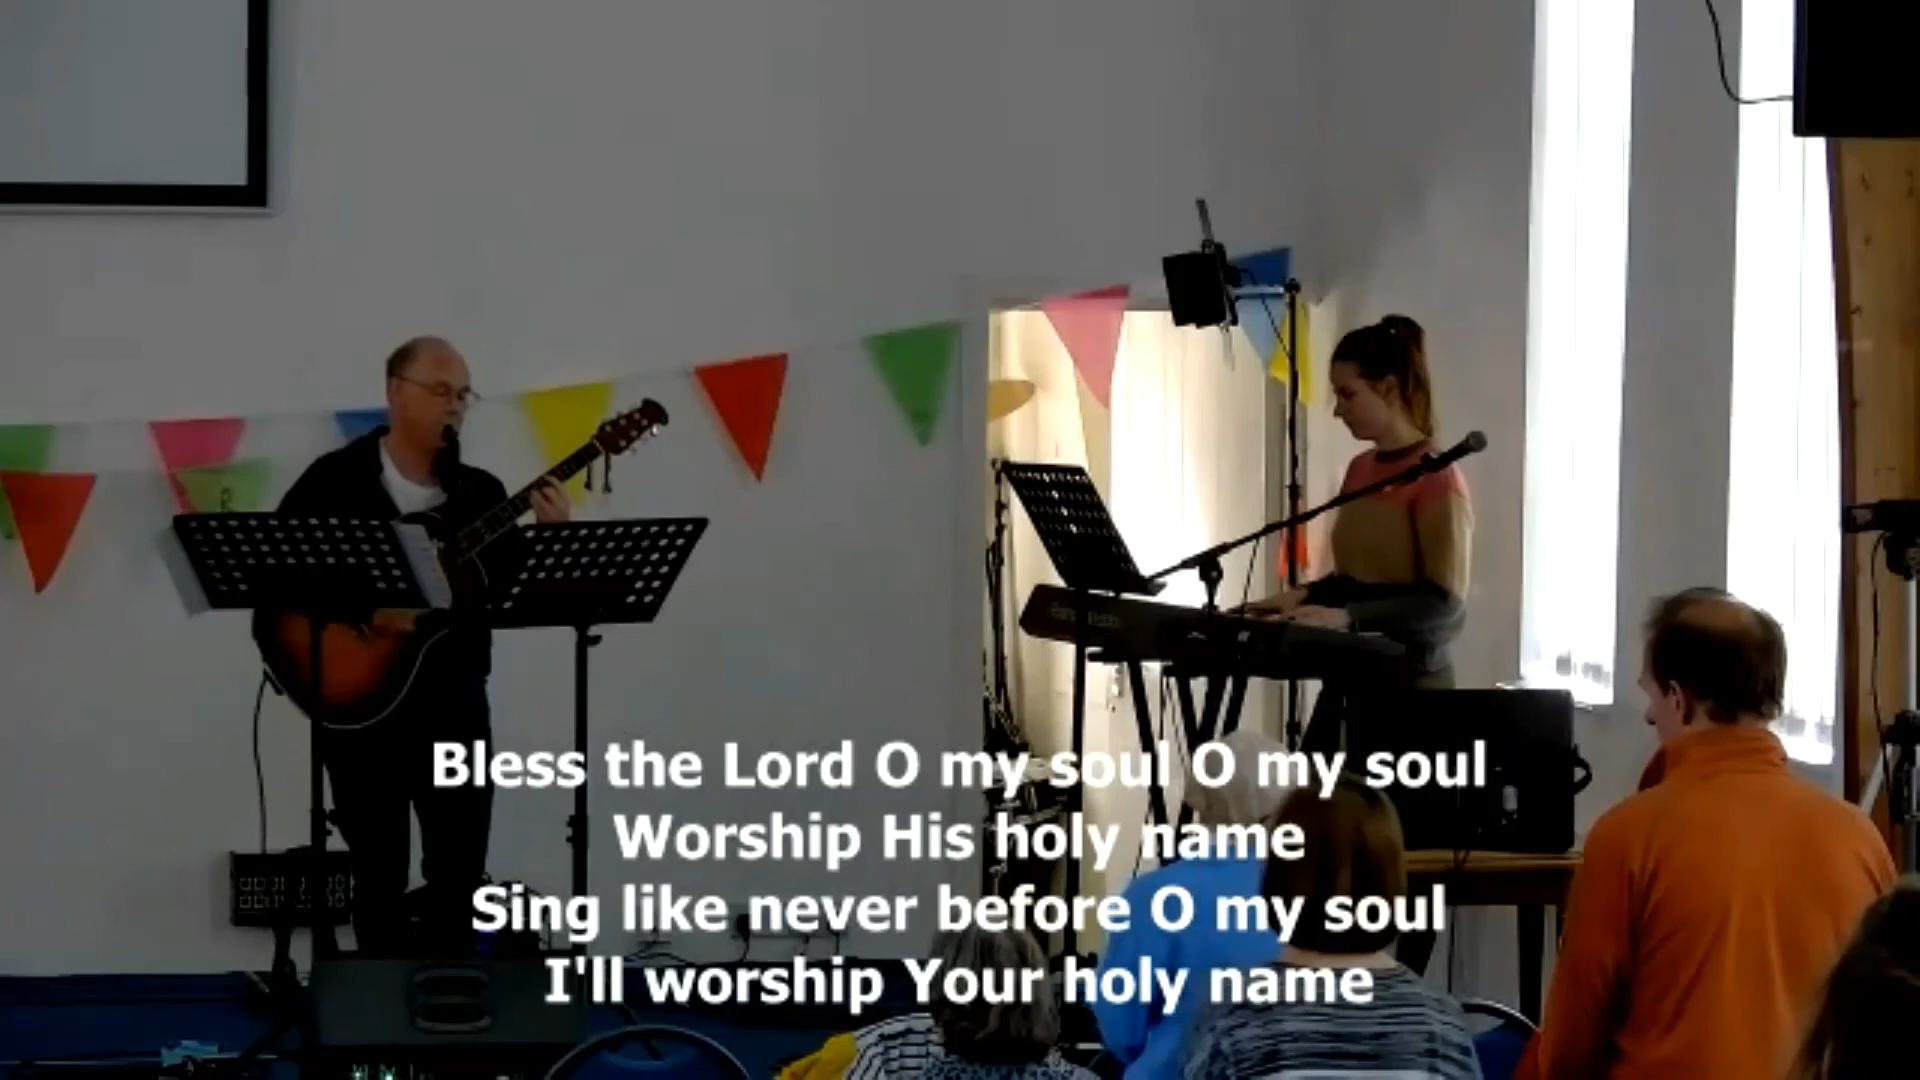 R
Bless the Lord O my soul O my soul
Worship His holy name
Sing like never before O my soul
I'll worship Your holy name